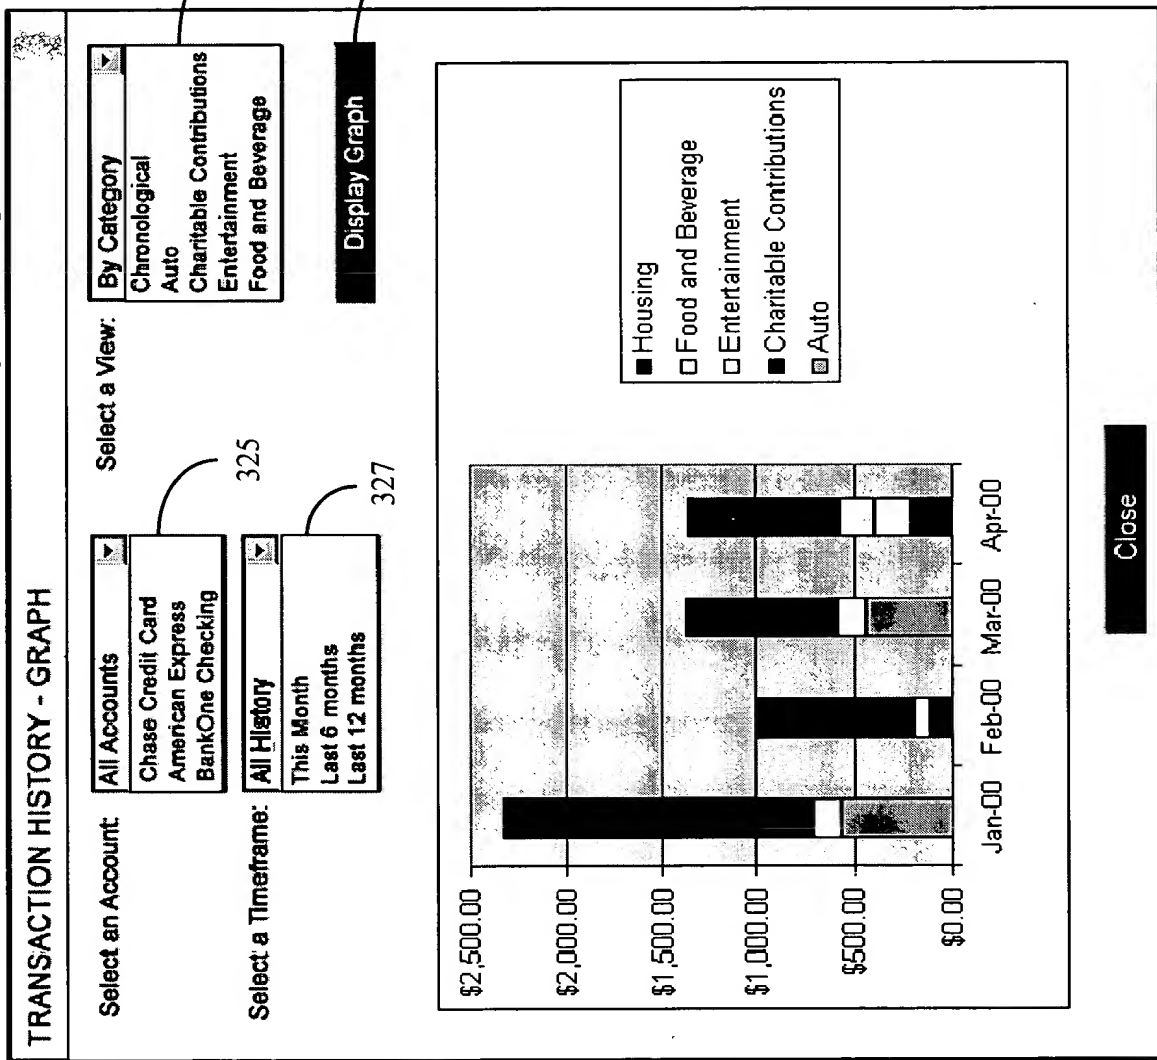 TRANSACTION HISTORY - GRAPH
Select an Account:
All Accounts
Chase Credit Card
American Express
BankOne Checking
325
Select a Timeframe:
All History
This Month
Last 6 months
Last 12 months
327
Select a View:
By Category
Chronological
Auto
Charitable Contributions
Entertainment
Food and Beverage
Display Graph
$2,500.00
$2,000.00
$1,500.00
$1,000.00
$500.00
$0.00
Jan-00 Feb-00 Mar-00 Apr-00
Housing
Food and Beverage
Entertainment
Charitable Contributions
Auto
Close